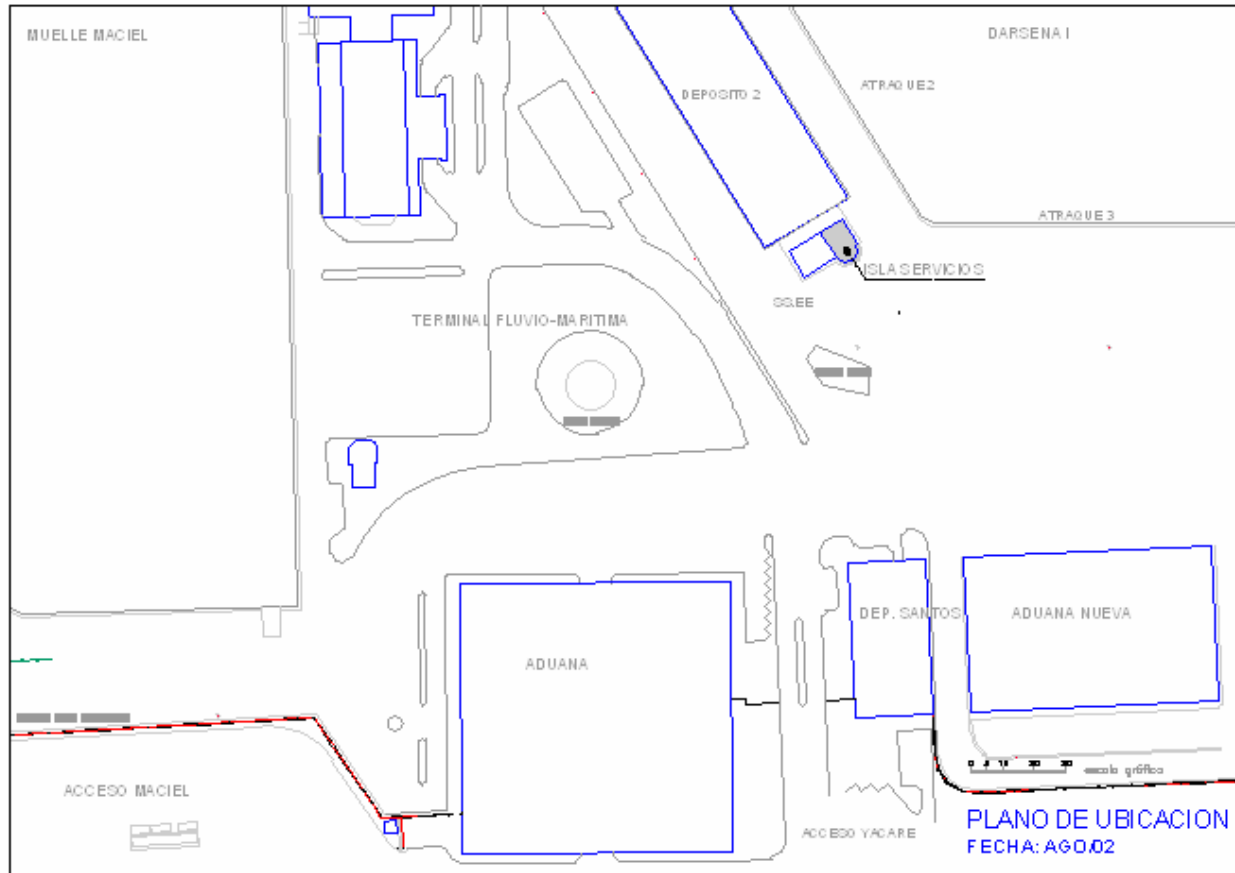 MUELLE MACIEL
DARSENA I
ATRAQUE 2
DEPOSITO 2
ATRAQUE 3
ISLA SERVICIOS
SS.EE
TERMINAL FLUVIO-MARITIMA
DEP. SANTOS
ADUANA NUEVA
ADUANA
escala gráfica
ACCESO MACIEL
ACCESO YACARE
PLANO DE UBICACION
FECHA: AGO/02